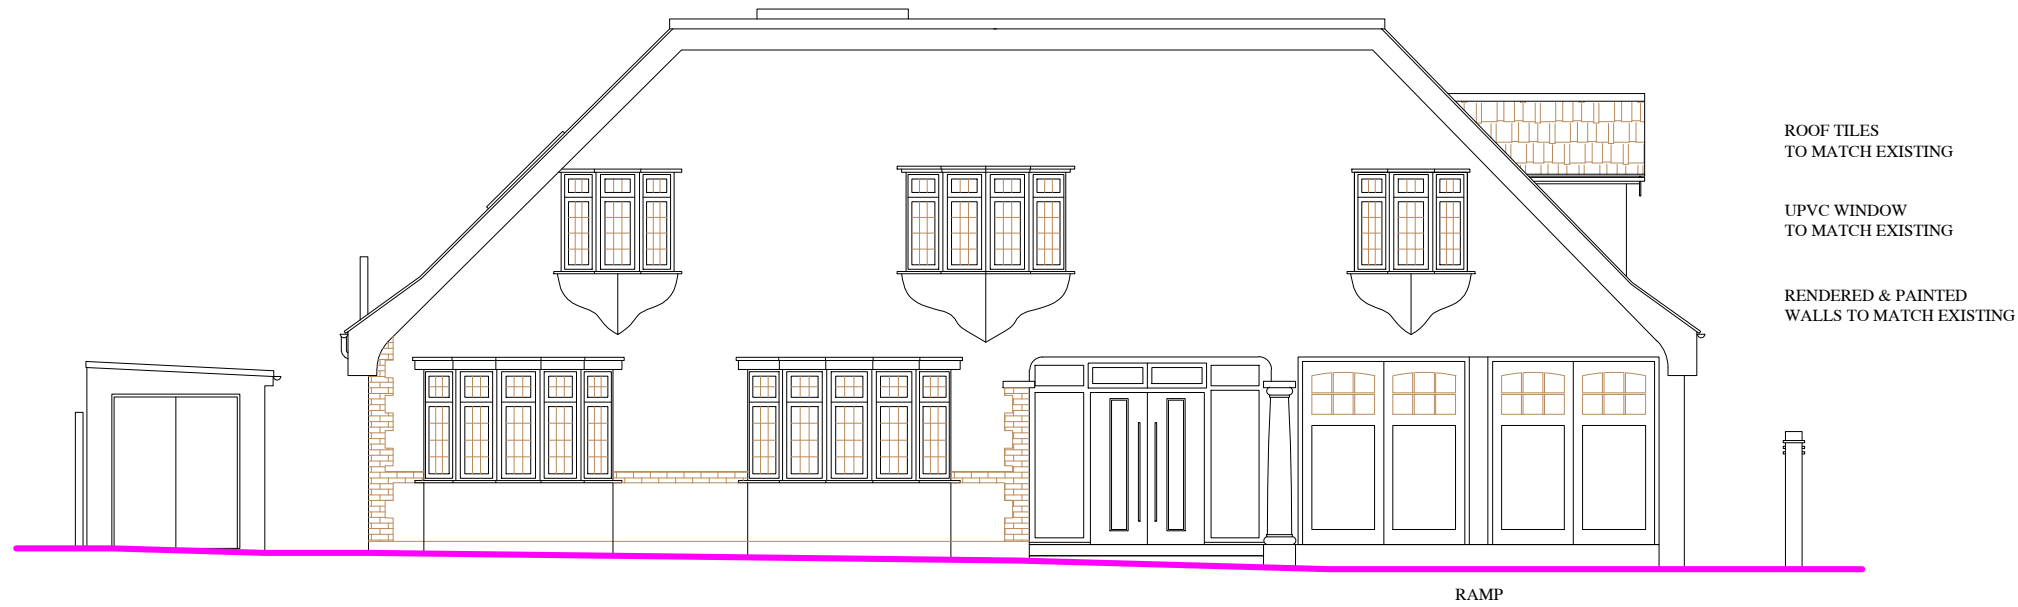 ROOF TILES
TO MATCH EXISTING
UPVC WINDOW
TO MATCH EXISTING
RENDERED & PAINTED
WALLS TO MATCH EXISTING
RAMP